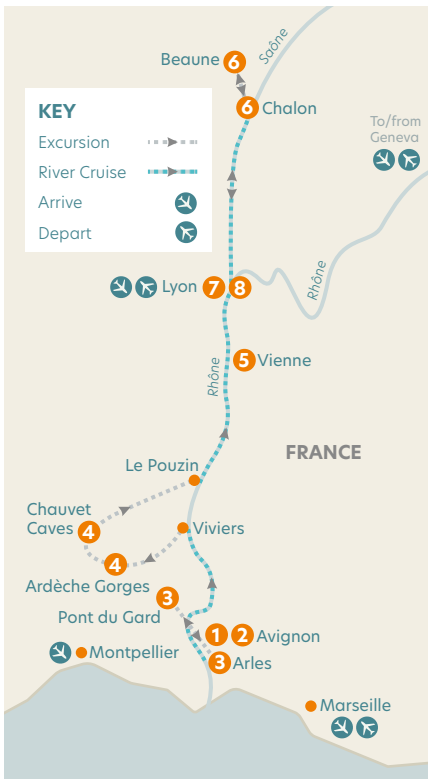 Beaune
6
Saône
6
Chalon
KEY
Excursion
River Cruise
Arrive
Depart
To/from
Geneva
Lyon
7
8
Rhône
5
Vienne
Rhône
FRANCE
Le Pouzin
Chauvet
Caves
4
Viviers
4
Ardèche Gorges
3
Pont du Gard
1
2
Avignon
Montpellier
3
Arles
Marseille